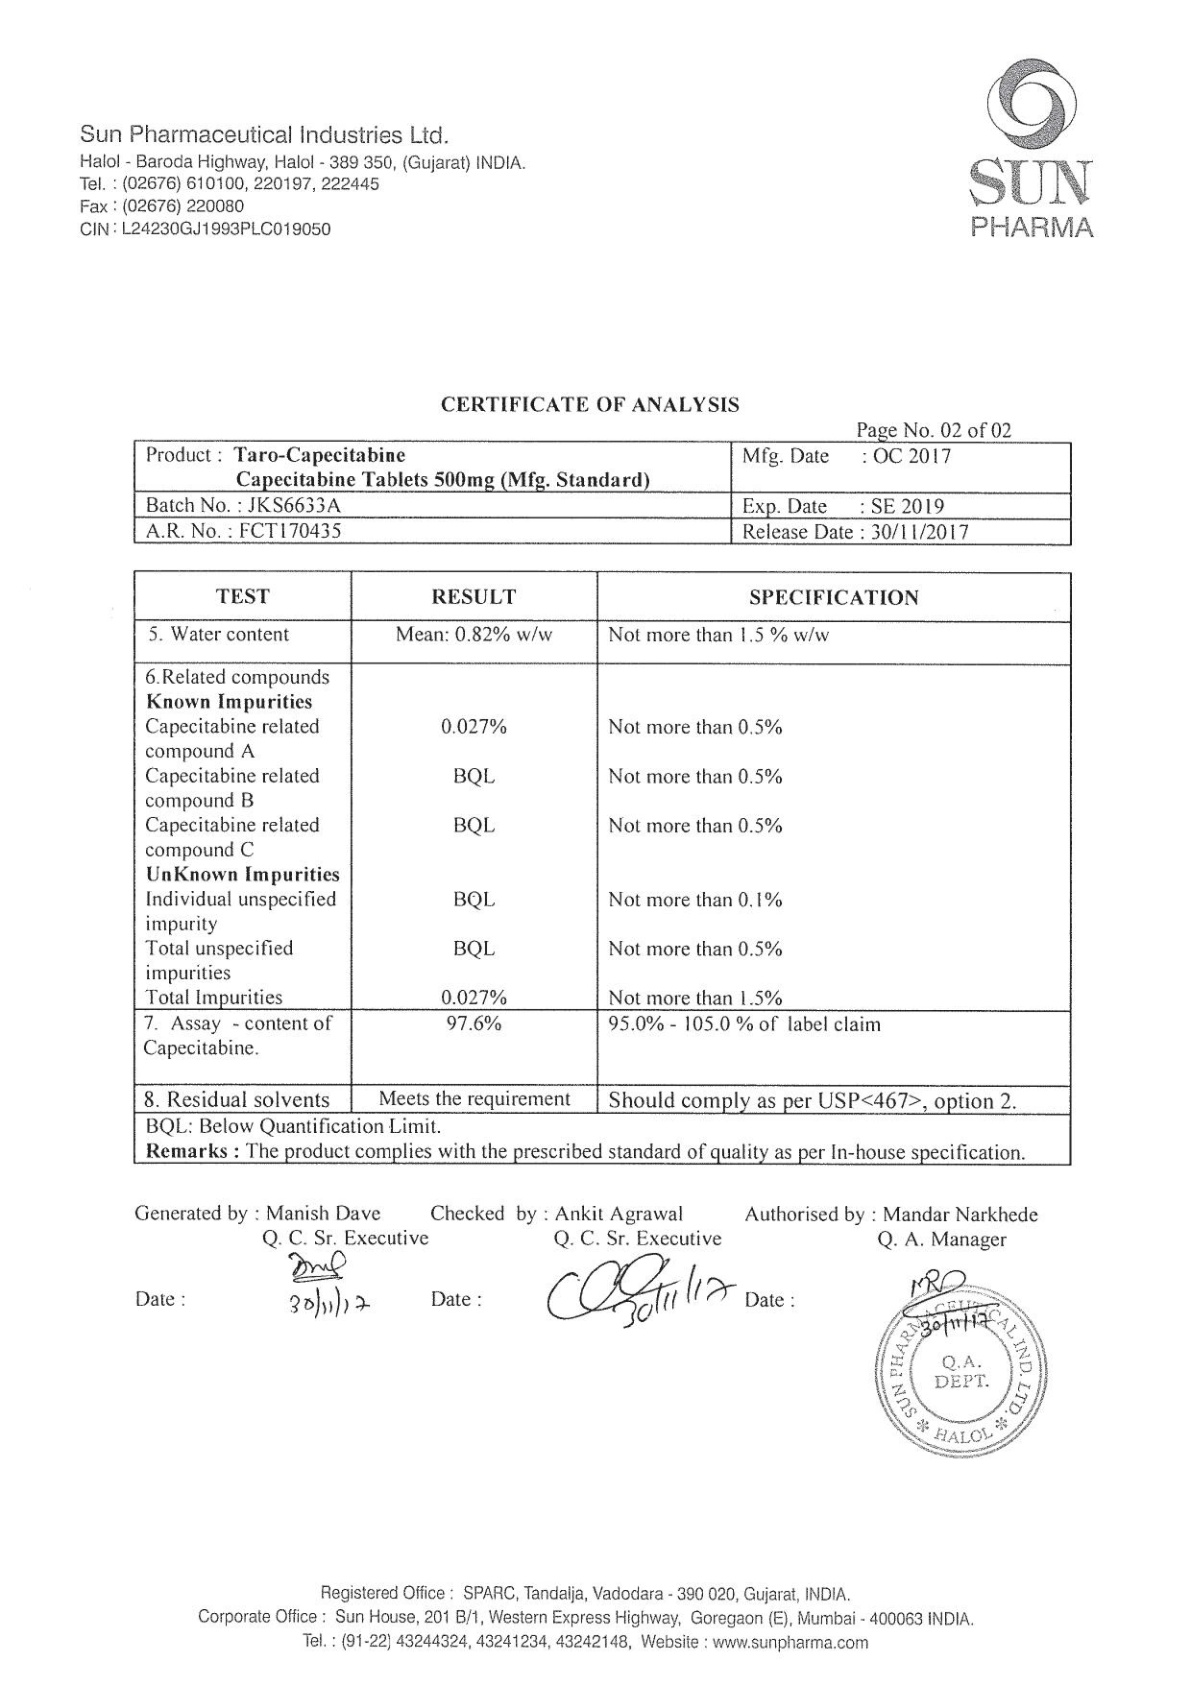 SUN
PHARMA
Sun Pharmaceutical Industries Ltd.
Halol - Baroda Highway, Halol - 389 350, (Gujarat) INDIA.
Tel. : (02676) 610100, 220197, 222445
Fax : (02676) 220080
CIN : L24230GJ1993PLC019050
CERTIFICATE OF ANALYSIS
Page No. 02 of 02
Product : Taro-Capecitabine Mfg. Date : OC 2017
Capecitabine Tablets 500mg (Mfg. Standard)
Batch No. : JKS6633A Exp. Date : SE 2019
A.R. No. : FCT170435 Release Date : 30/11/2017
TEST RESULT SPECIFICATION
5. Water content Mean: 0.82% w/w Not more than 1.5 % w/w
6.Related compounds
Known Impurities
Capecitabine related 0.027% Not more than 0.5%
compound A
Capecitabine related BQL Not more than 0.5%
compound B
Capecitabine related BQL Not more than 0.5%
compound C
UnKnown Impurities
Individual unspecified BQL Not more than 0.1%
impurity
Total unspecified BQL Not more than 0.5%
impurities
Total Impurities 0.027% Not more than 1.5%
7. Assay - content of 97.6% 95.0% - 105.0 % of label claim
Capecitabine.
8. Residual solvents Meets the requirement Should comply as per USP<467>, option 2.
BQL: Below Quantification Limit.
Remarks : The product complies with the prescribed standard of quality as per In-house specification.
Generated by : Manish Dave Checked by : Ankit Agrawal Authorised by : Mandar Narkhede
Q. C. Sr. Executive Q. C. Sr. Executive Q. A. Manager
Date : 30/11/17 Date : 30/11/17 Date : 30/11/17
SUN PHARMACEUTICAL IND. LTD.
Q.A.
DEPT.
* HALOL *
Registered Office : SPARC, Tandalja, Vadodara - 390 020, Gujarat, INDIA.
Corporate Office : Sun House, 201 B/1, Western Express Highway, Goregaon (E), Mumbai - 400063 INDIA.
Tel. : (91-22) 43244324, 43241234, 43242148, Website : www.sunpharma.com